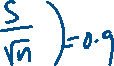 S/√n ) = 0.9